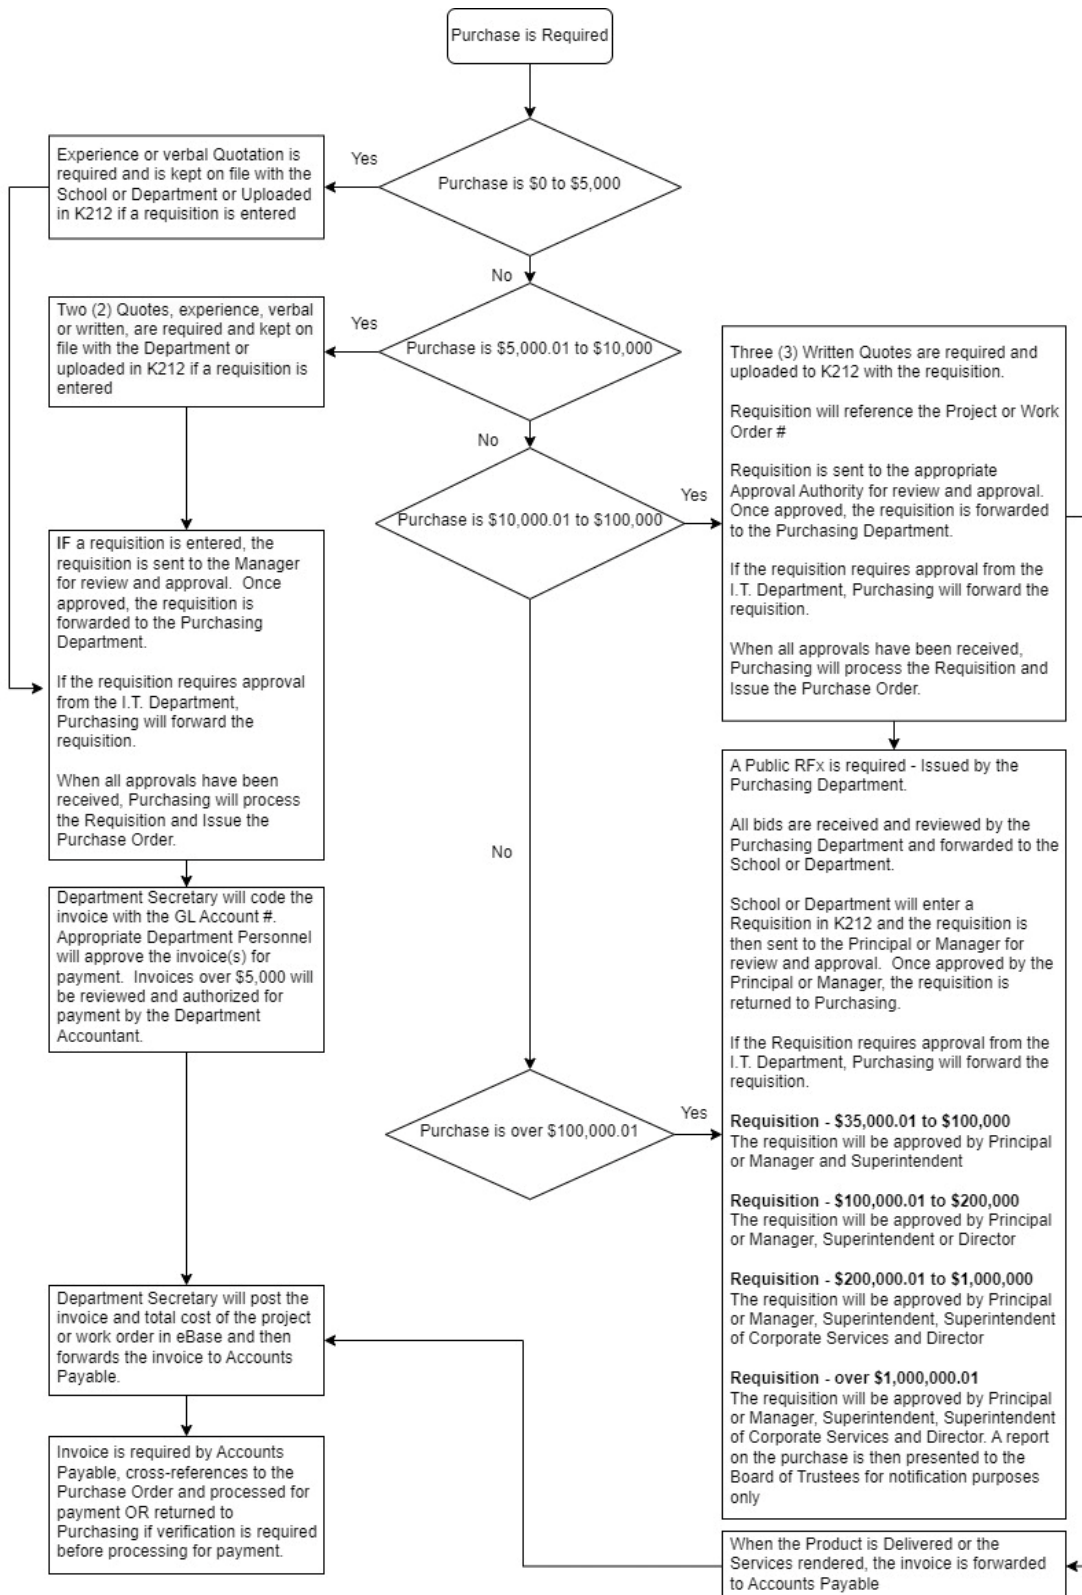 Purchase is Required
Purchase is $0 to $5,000
Yes
Experience or verbal Quotation is
required and is kept on file with the
School or Department or Uploaded
in K212 if a requisition is entered
No
Purchase is $5,000.01 to $10,000
Yes
Two (2) Quotes, experience, verbal
or written, are required and kept on
file with the Department or
uploaded in K212 if a requisition is
entered
No
Purchase is $10,000.01 to $100,000
Yes
Three (3) Written Quotes are required and
uploaded to K212 with the requisition.
Requisition will reference the Project or Work
Order #
Requisition is sent to the appropriate
Approval Authority for review and approval.
Once approved, the requisition is forwarded
to the Purchasing Department.
If the requisition requires approval from the
I.T. Department, Purchasing will forward the
requisition.
When all approvals have been received,
Purchasing will process the Requisition and
Issue the Purchase Order.
IF a requisition is entered, the
requisition is sent to the Manager
for review and approval.  Once
approved, the requisition is
forwarded to the Purchasing
Department.
If the requisition requires approval
from the I.T. Department,
Purchasing will forward the
requisition.
When all approvals have been
received, Purchasing will process
the Requisition and Issue the
Purchase Order.
No
Department Secretary will code the
invoice with the GL Account #.
Appropriate Department Personnel
will approve the invoice(s) for
payment.  Invoices over $5,000 will
be reviewed and authorized for
payment by the Department
Accountant.
Purchase is over $100,000.01
Yes
A Public RFx is required - Issued by the
Purchasing Department.
All bids are received and reviewed by the
Purchasing Department and forwarded to the
School or Department.
School or Department will enter a
Requisition in K212 and the requisition is
then sent to the Principal or Manager for
review and approval.  Once approved by the
Principal or Manager, the requisition is
returned to Purchasing.
If the Requisition requires approval from the
I.T. Department, Purchasing will forward the
requisition.
Requisition - $35,000.01 to $100,000
The requisition will be approved by Principal
or Manager and Superintendent
Requisition - $100,000.01 to $200,000
The requisition will be approved by Principal
or Manager, Superintendent or Director
Requisition - $200,000.01 to $1,000,000
The requisition will be approved by Principal
or Manager, Superintendent, Superintendent
of Corporate Services and Director
Requisition - over $1,000,000.01
The requisition will be approved by Principal
or Manager, Superintendent, Superintendent
of Corporate Services and Director. A report
on the purchase is then presented to the
Board of Trustees for notification purposes
only
When the Product is Delivered or the
Services rendered, the invoice is forwarded
to Accounts Payable
Department Secretary will post the
invoice and total cost of the project
or work order in eBase and then
forwards the invoice to Accounts
Payable.
Invoice is required by Accounts
Payable, cross-references to the
Purchase Order and processed for
payment OR returned to
Purchasing if verification is required
before processing for payment.